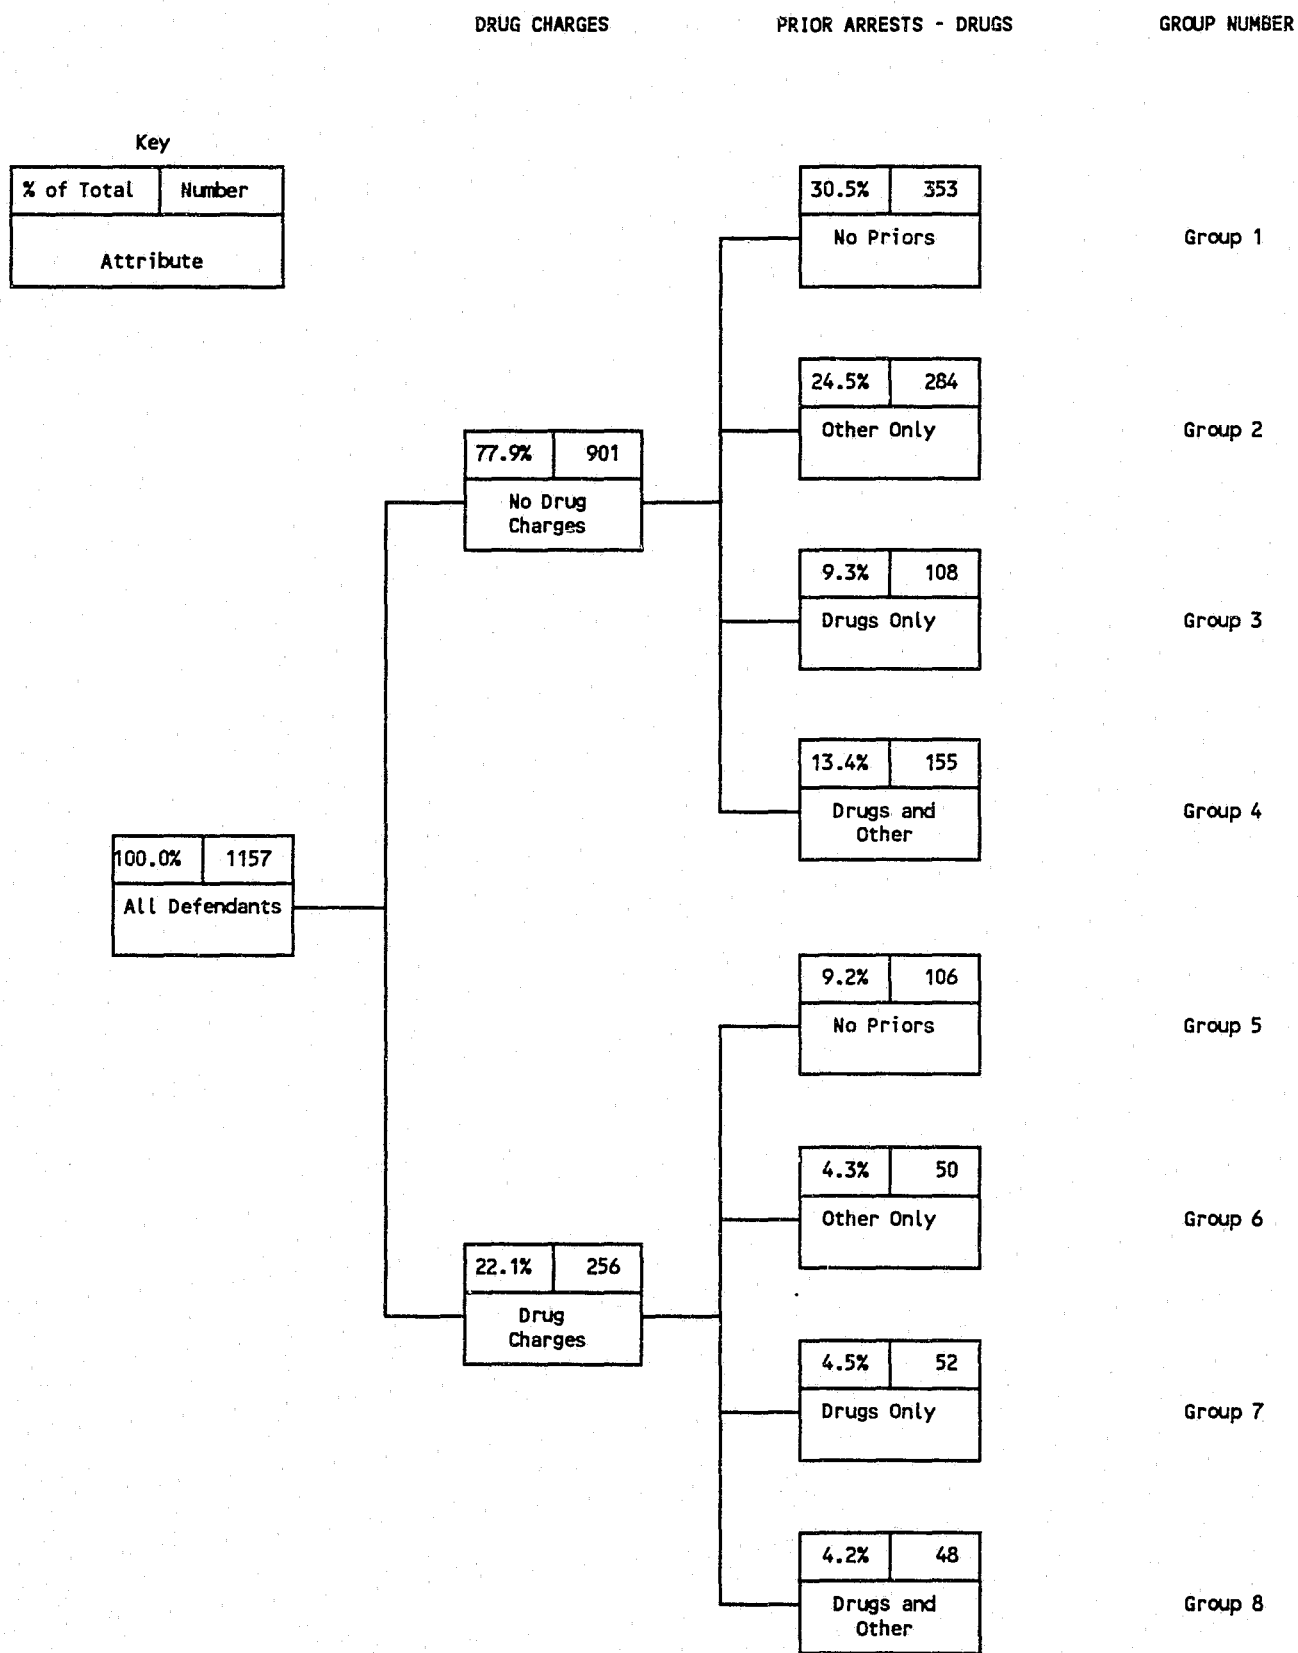 DRUG CHARGES PRIOR ARRESTS - DRUGS GROUP NUMBER
Key
% of Total Number
Attribute
30.5% 353
No Priors Group 1
24.5% 284
Other Only Group 2
77.9% 901
No Drug
Charges
9.3% 108
Drugs Only Group 3
13.4% 155
Drugs and Group 4
Other
100.0% 1157
All Defendants
9.2% 106
No Priors Group 5
4.3% 50
Other Only Group 6
22.1% 256
Drug
Charges
4.5% 52
Drugs Only Group 7
4.2% 48
Drugs and Group 8
Other